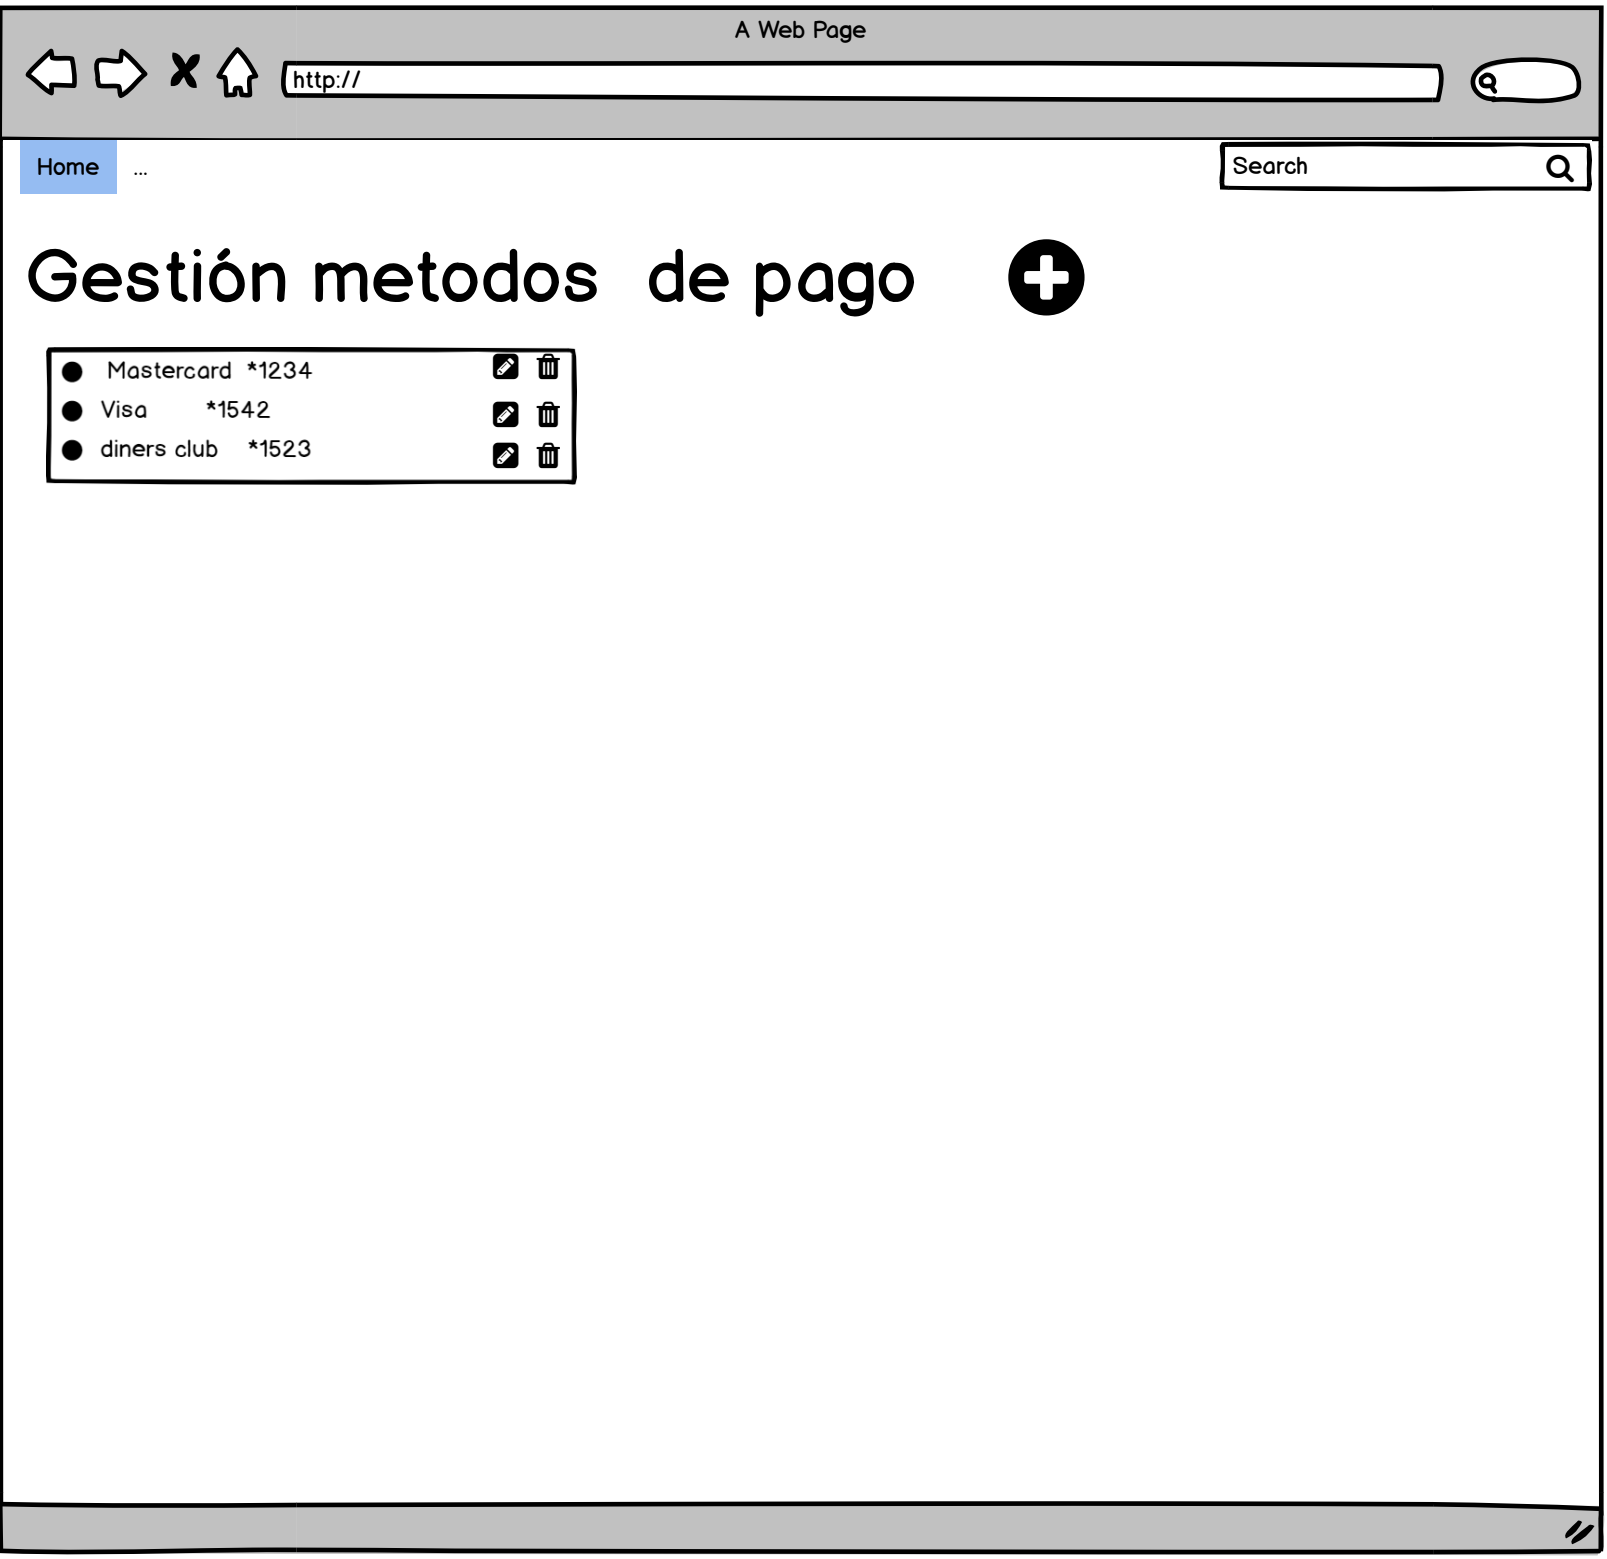 A Web Page
http://
Home ...
Search
Gestión metodos de pago
Mastercard *1234
Visa *1542
diners club *1523